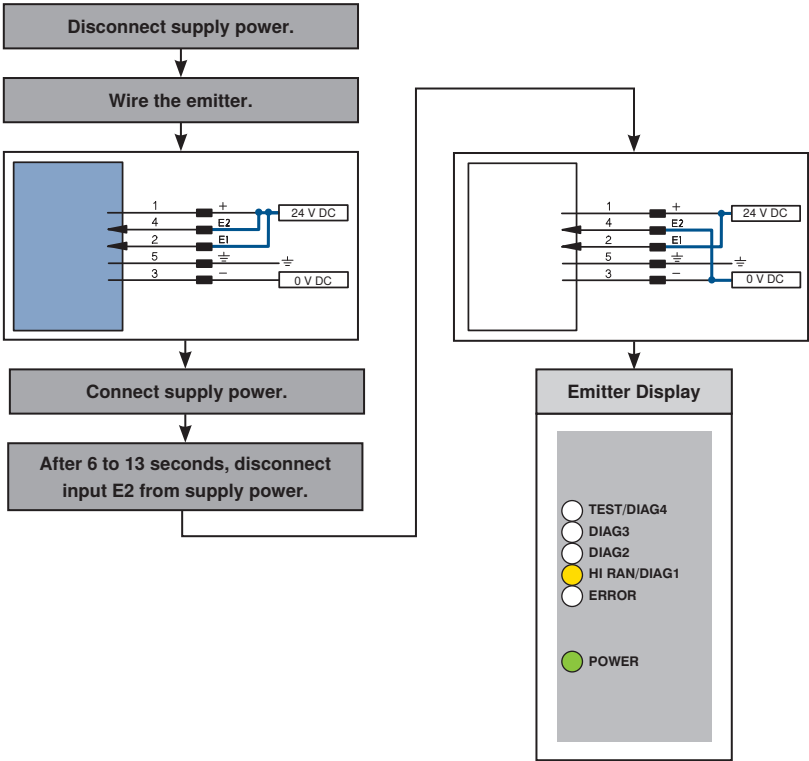 Disconnect supply power.
Wire the emitter.
1 +
24 V DC
4 E2
2 E1
5
3 −
0 V DC
Connect supply power.
After 6 to 13 seconds, disconnect
input E2 from supply power.
1 +
24 V DC
4 E2
2 E1
5
3 −
0 V DC
Emitter Display
TEST/DIAG4
DIAG3
DIAG2
HI RAN/DIAG1
ERROR
POWER